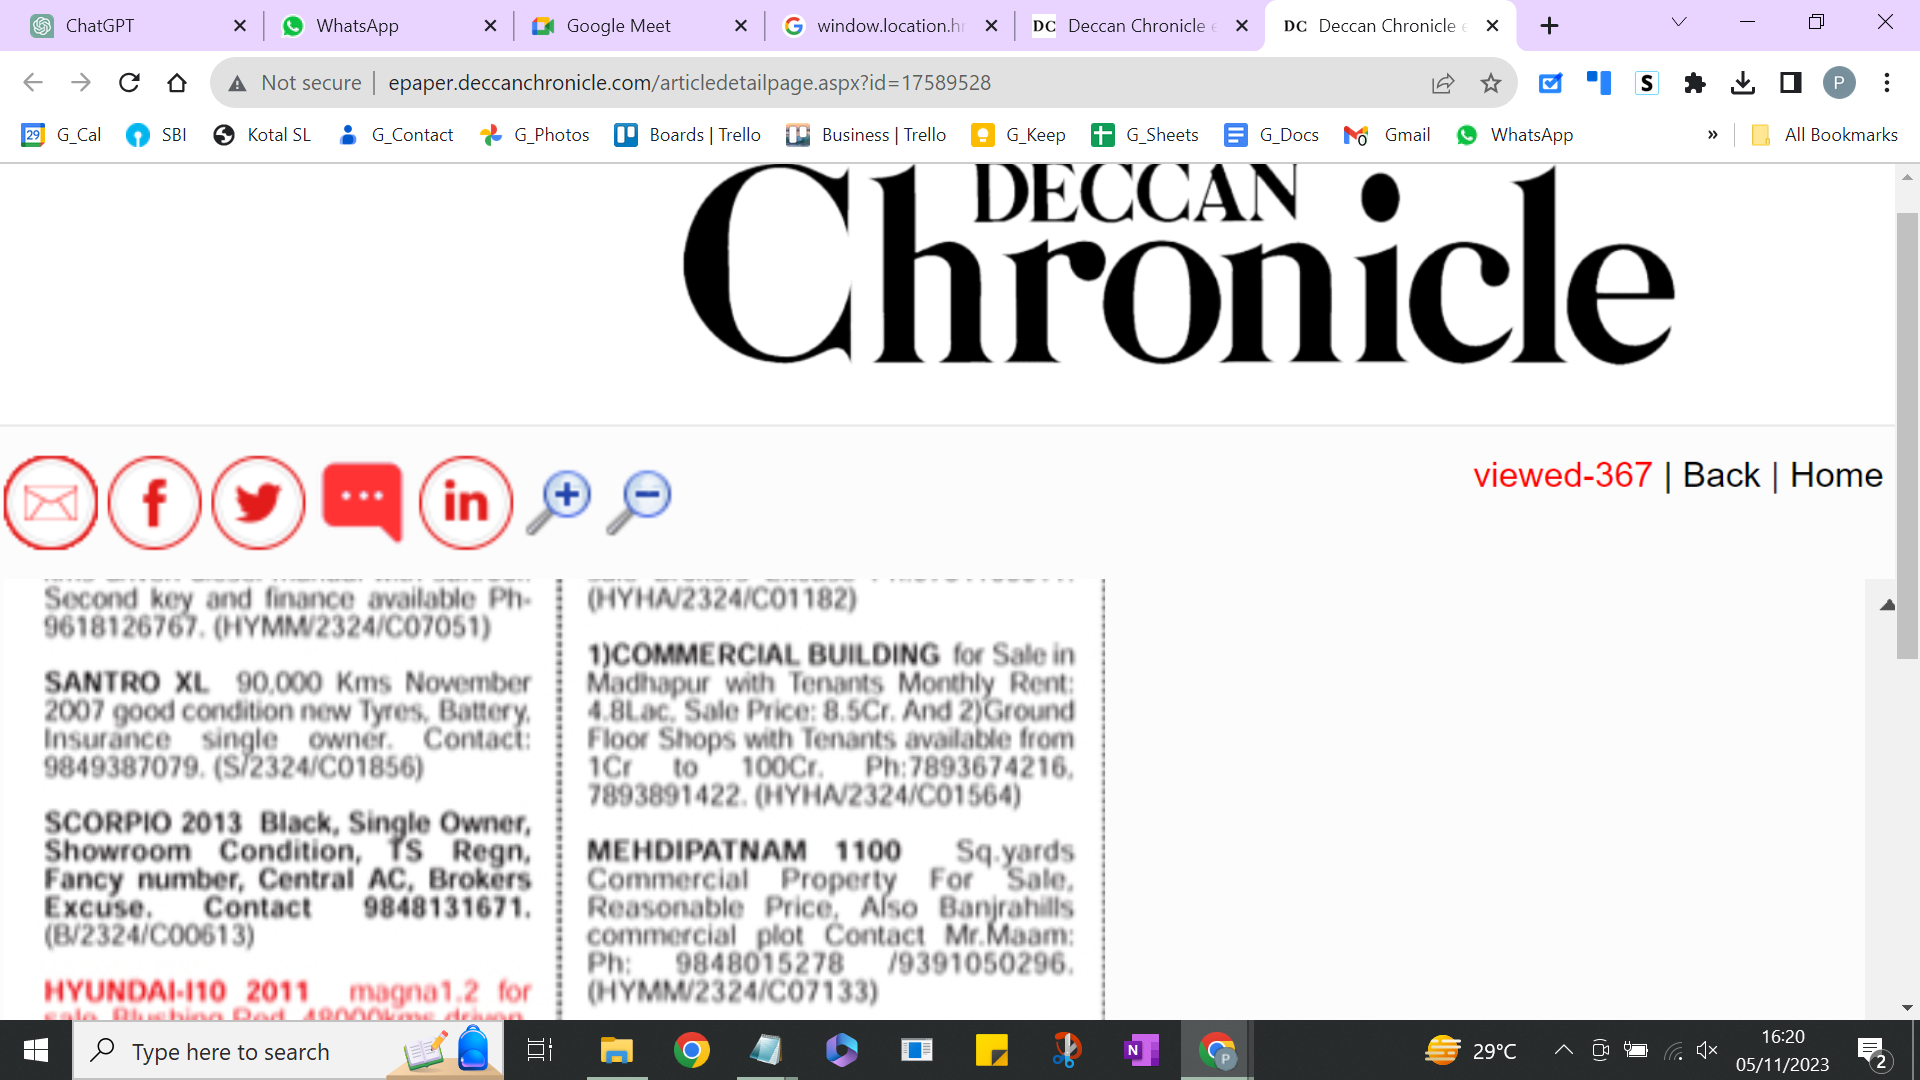 ChatGPT
WhatsApp
Google Meet
window.location.hr
DC Deccan Chronicle e
DC Deccan Chronicle e
Not secure
epaper.deccanchronicle.com/articledetailpage.aspx?id=17589528
S
P
29 G_Cal
SBI
Kotal SL
G_Contact
G_Photos
Boards | Trello
Business | Trello
G_Keep
G_Sheets
G_Docs
Gmail
WhatsApp
»
All Bookmarks
DECCAN
Chronicle
f
in
viewed-367 | Back | Home
Second key and finance available Ph-
9618126767. (HYMM/2324/C07051)
SANTRO XL 90,000 Kms November
2007 good condition new Tyres, Battery,
Insurance single owner. Contact:
9849387079. (S/2324/C01856)
SCORPIO 2013 Black, Single Owner,
Showroom Condition, TS Regn,
Fancy number, Central AC, Brokers
Excuse. Contact 9848131671.
(B/2324/C00613)
HYUNDAI-I10 2011 magna1.2 for
sale, Blushing Red, 48000kms driven,
(HYHA/2324/C01182)
1)COMMERCIAL BUILDING for Sale in
Madhapur with Tenants Monthly Rent:
4.8Lac, Sale Price: 8.5Cr. And 2)Ground
Floor Shops with Tenants available from
1Cr to 100Cr. Ph:7893674216,
7893891422. (HYHA/2324/C01564)
MEHDIPATNAM 1100 Sq.yards
Commercial Property For Sale,
Reasonable Price, Also Banjrahills
commercial plot Contact Mr.Maam:
Ph: 9848015278 /9391050296.
(HYMM/2324/C07133)
Type here to search
N
P
29°C
16:20
05/11/2023
2